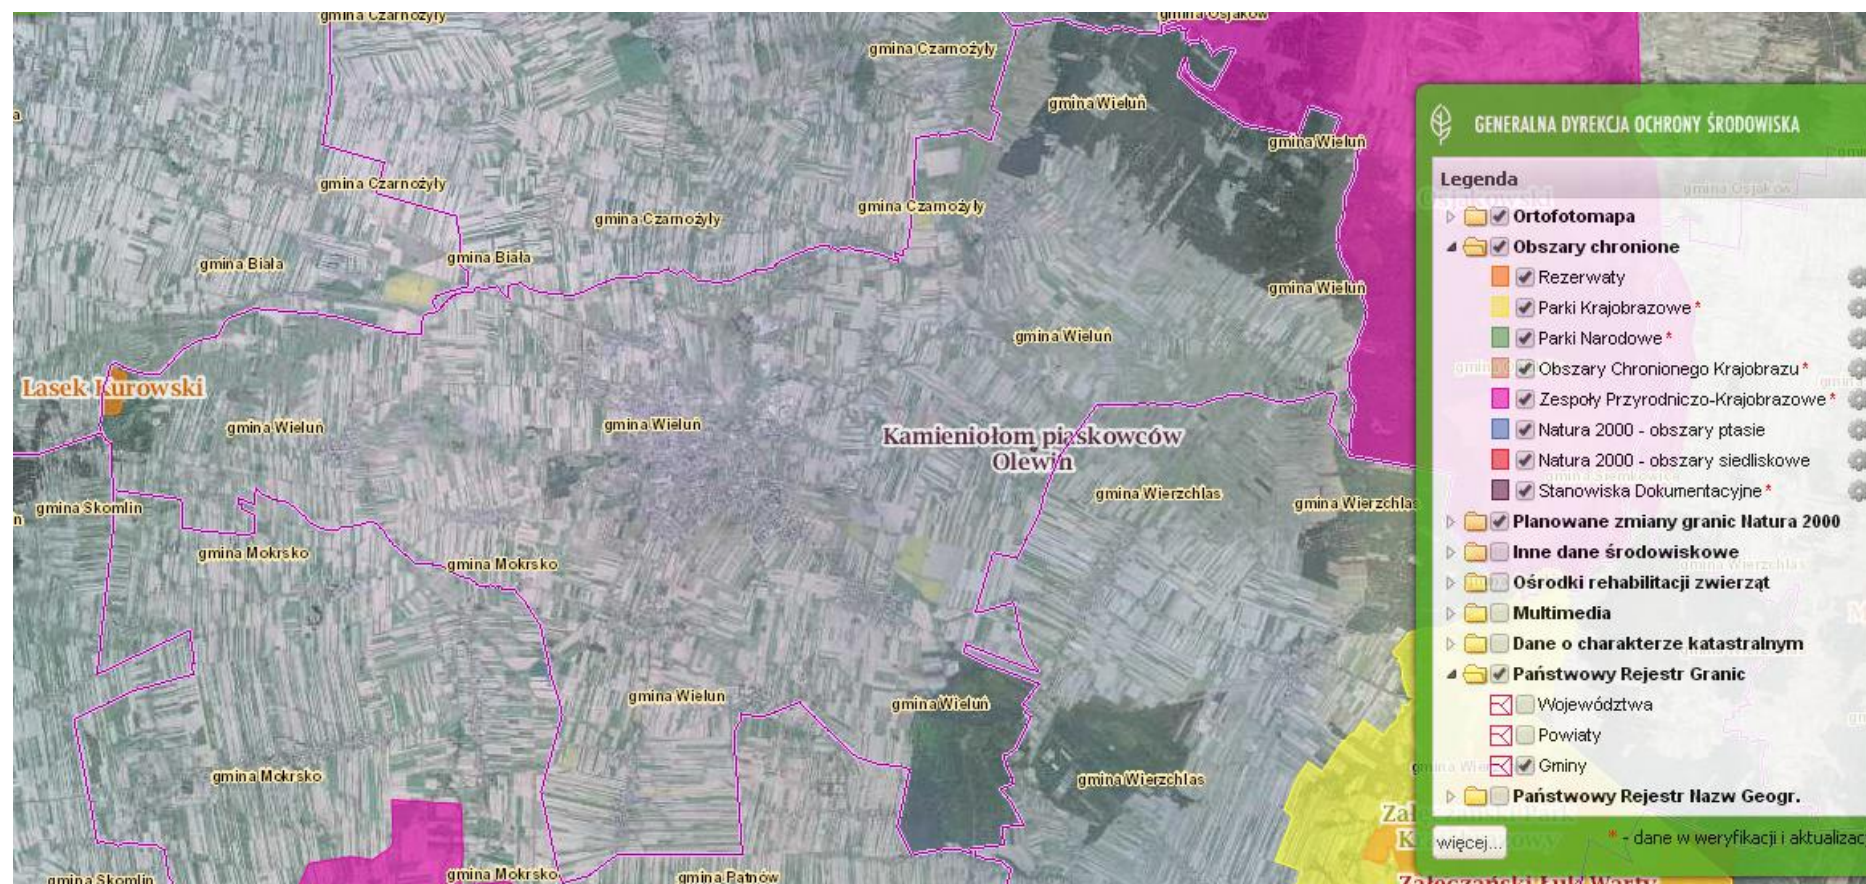 gmina Czarnożyły
gmina Osjaków
gmina Czarnożyły
gmina Wieluń
gmina Wieluń
gmina Czarnożyły
gmina Czarnożyły
gmina Czarnożyły
gmina Biała
gmina Biała
gmina Wieluń
gmina Wieluń
Lasek Kurowski
gmina Wieluń
gmina Wieluń
Kamieniołom piaskowców
Olewin
gmina Wierzchlas
gmina Wierzchlas
gmina Skomlin
gmina Mokrsko
gmina Mokrsko
gmina Wieluń
gmina Wieluń
gmina Mokrsko
gmina Wierzchlas
gmina Mokrsko
gmina Patnów
gmina Skomlin
Załęczański Łuk Warty
GENERALNA DYREKCJA OCHRONY ŚRODOWISKA
Legenda
gmina Osjaków
Ortofotomapa
Obszary chronione
Rezerwaty
Parki Krajobrazowe *
Parki Narodowe *
Obszary Chronionego Krajobrazu *
Zespoły Przyrodniczo-Krajobrazowe *
Natura 2000 - obszary ptasie
Natura 2000 - obszary siedliskowe
Stanowiska Dokumentacyjne *
Planowane zmiany granic Natura 2000
Inne dane środowiskowe
Ośrodki rehabilitacji zwierząt
Multimedia
Dane o charakterze katastralnym
Państwowy Rejestr Granic
Województwa
Powiaty
Gminy
Państwowy Rejestr Nazw Geogr.
więcej...
* - dane w weryfikacji i aktualizac